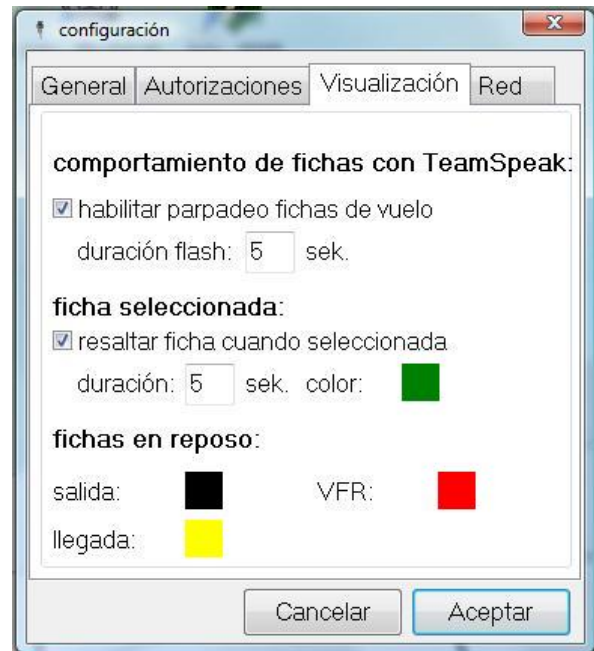 configuración
General Autorizaciones Visualización Red
comportamiento de fichas con TeamSpeak:
habilitar parpadeo fichas de vuelo
duración flash: 5 sek.
ficha seleccionada:
resaltar ficha cuando seleccionada
duración: 5 sek. color:
fichas en reposo:
salida: VFR:
llegada:
Cancelar Aceptar